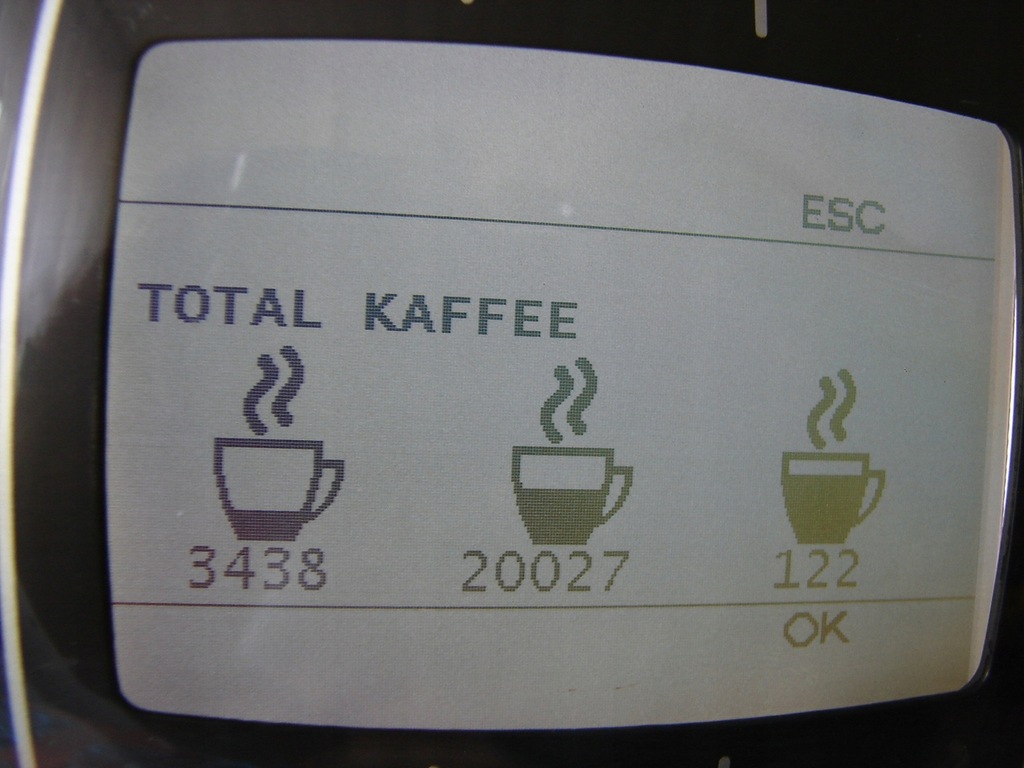 ESC
TOTAL KAFFEE
3438 20027 122
OK